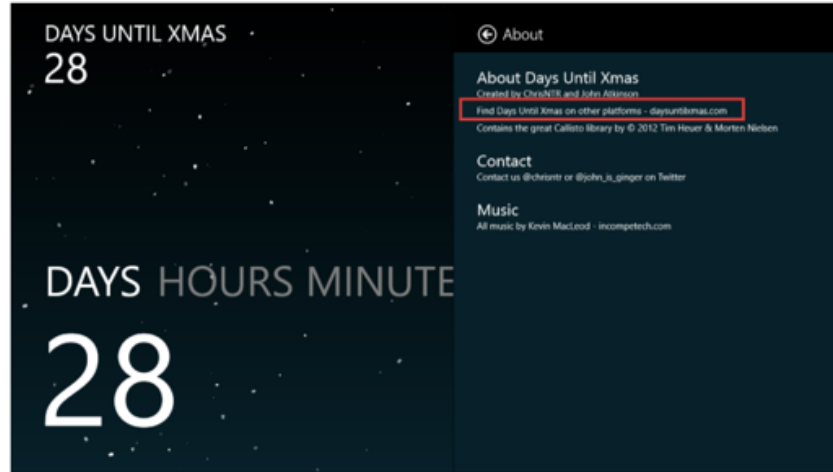 DAYS UNTIL XMAS
28
DAYS HOURS MINUTE
28
About
About Days Until Xmas
Created by ChrisNTR and John Atkinson
Find Days Until Xmas on other platforms - daysuntilxmas.com
Contains the great Callisto library by © 2012 Tim Heuer & Morten Nielsen
Contact
Contact us @chrisntr or @john_is_ginger on Twitter
Music
All music by Kevin MacLeod - incompetech.com